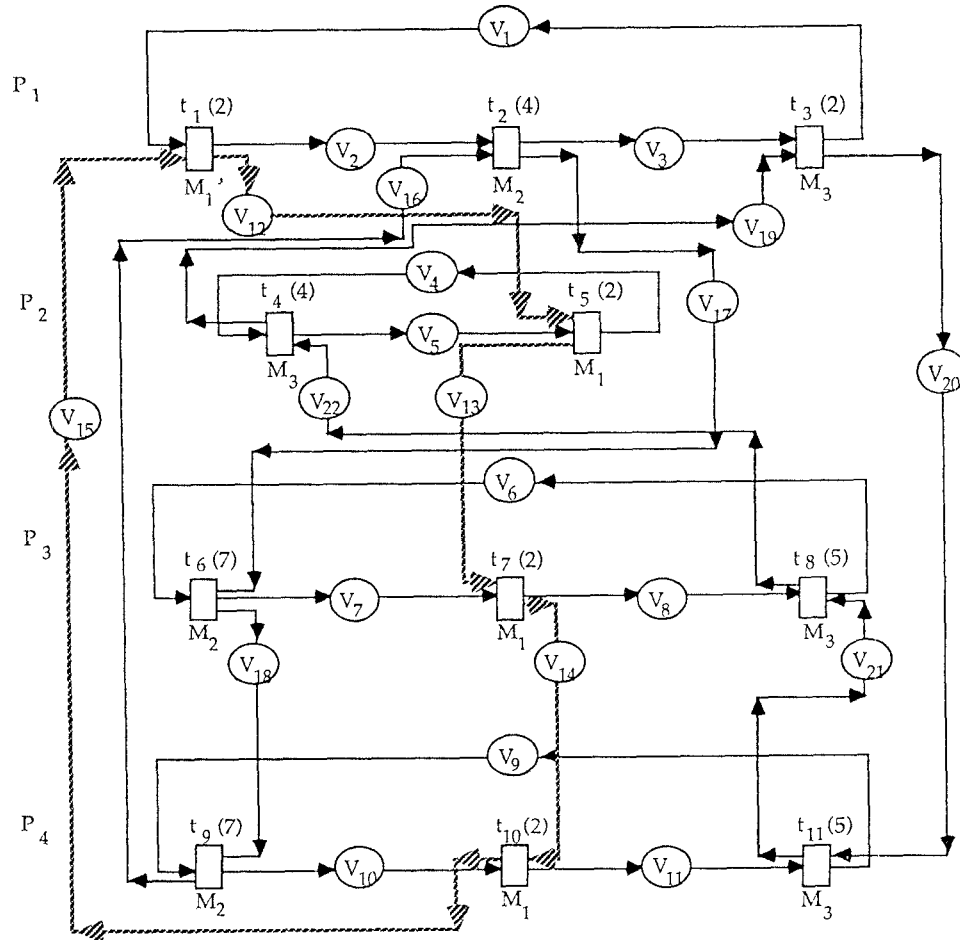 V1
P1
t1 (2)
t2 (4)
t3 (2)
V2
V3
M1'
M2
M3
V16
V12
V19
P2
V4
t4 (4)
t5 (2)
V17
V5
M3
M1
V22
V13
V20
V15
V6
P3
t6 (7)
t7 (2)
t8 (5)
V7
V8
M2
M1
M3
V18
V14
V21
V9
P4
t9 (7)
t10 (2)
t11 (5)
V10
V11
M2
M1
M3